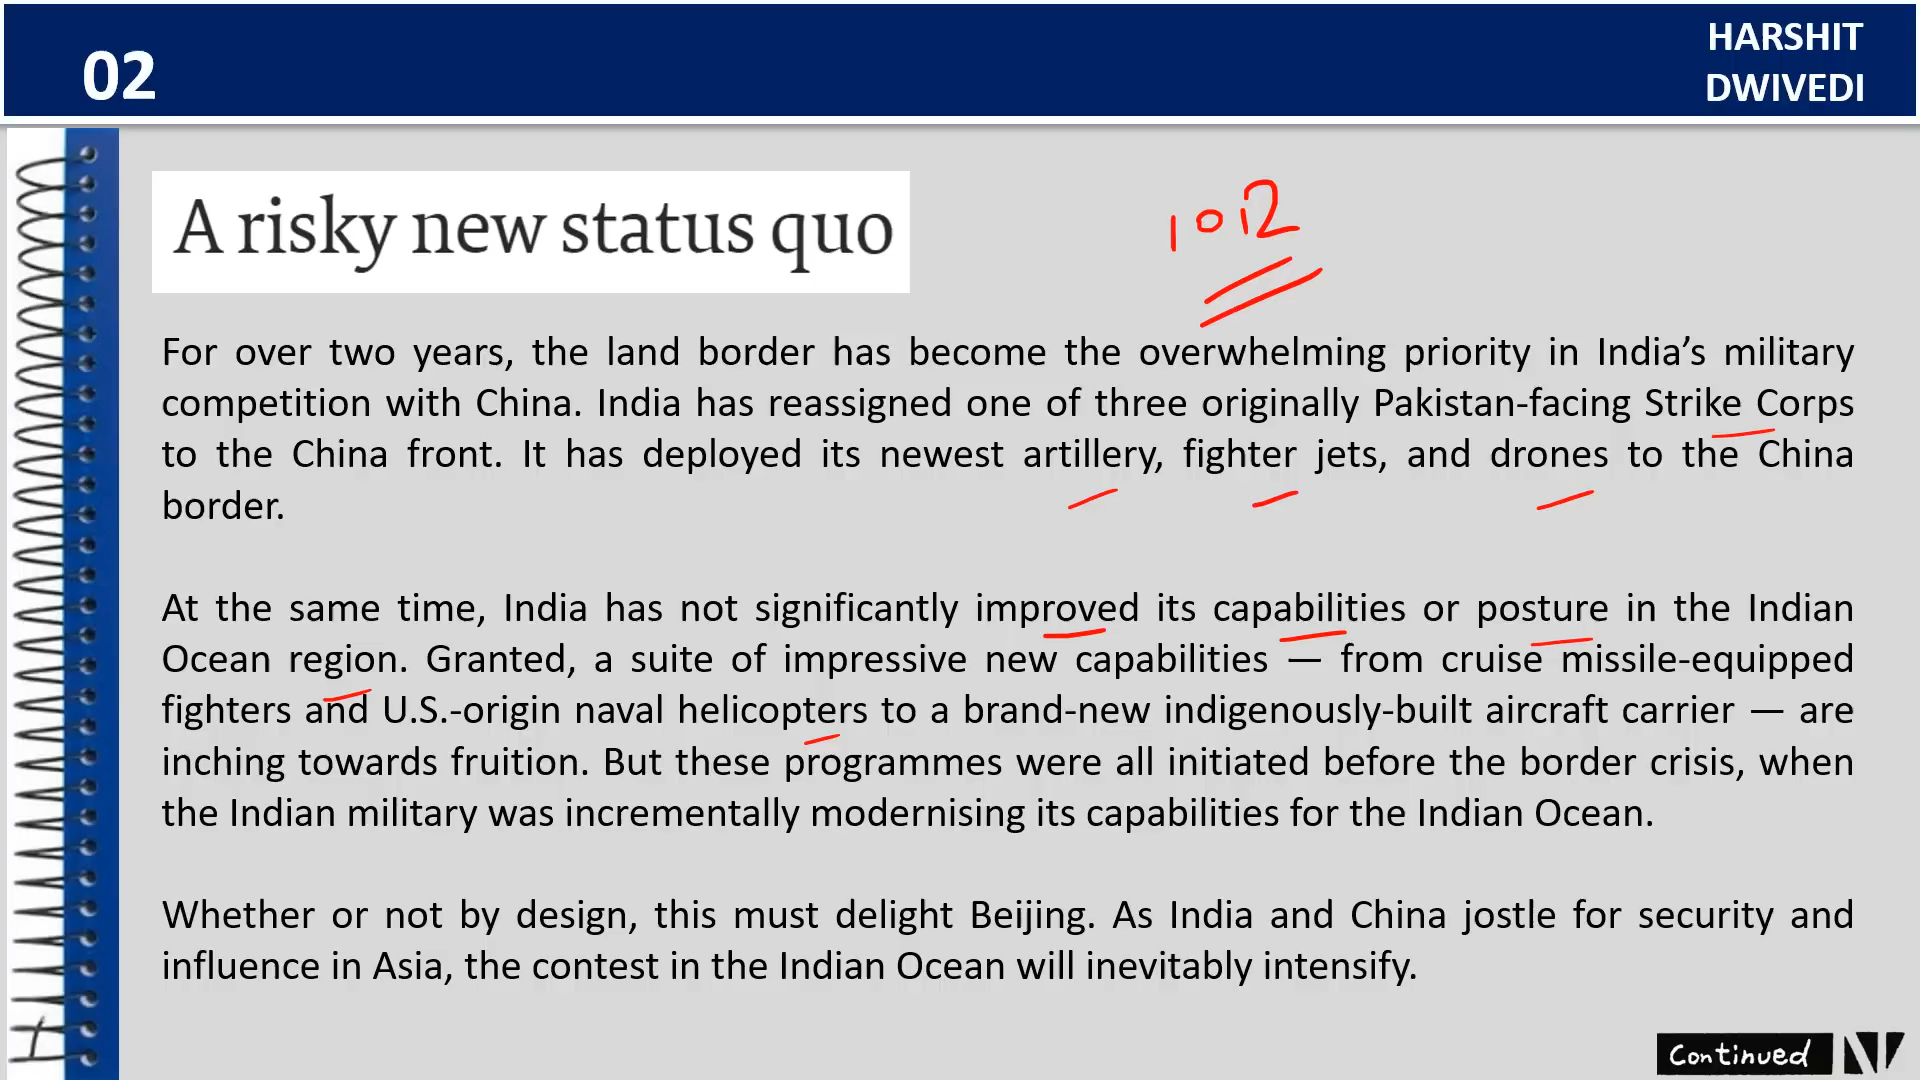 02
HARSHIT
DWIVEDI
A risky new status quo
1012
For over two years, the land border has become the overwhelming priority in India’s military
competition with China. India has reassigned one of three originally Pakistan-facing Strike Corps
to the China front. It has deployed its newest artillery, fighter jets, and drones to the China
border.
At the same time, India has not significantly improved its capabilities or posture in the Indian
Ocean region. Granted, a suite of impressive new capabilities — from cruise missile-equipped
fighters and U.S.-origin naval helicopters to a brand-new indigenously-built aircraft carrier — are
inching towards fruition. But these programmes were all initiated before the border crisis, when
the Indian military was incrementally modernising its capabilities for the Indian Ocean.
Whether or not by design, this must delight Beijing. As India and China jostle for security and
influence in Asia, the contest in the Indian Ocean will inevitably intensify.
Continued